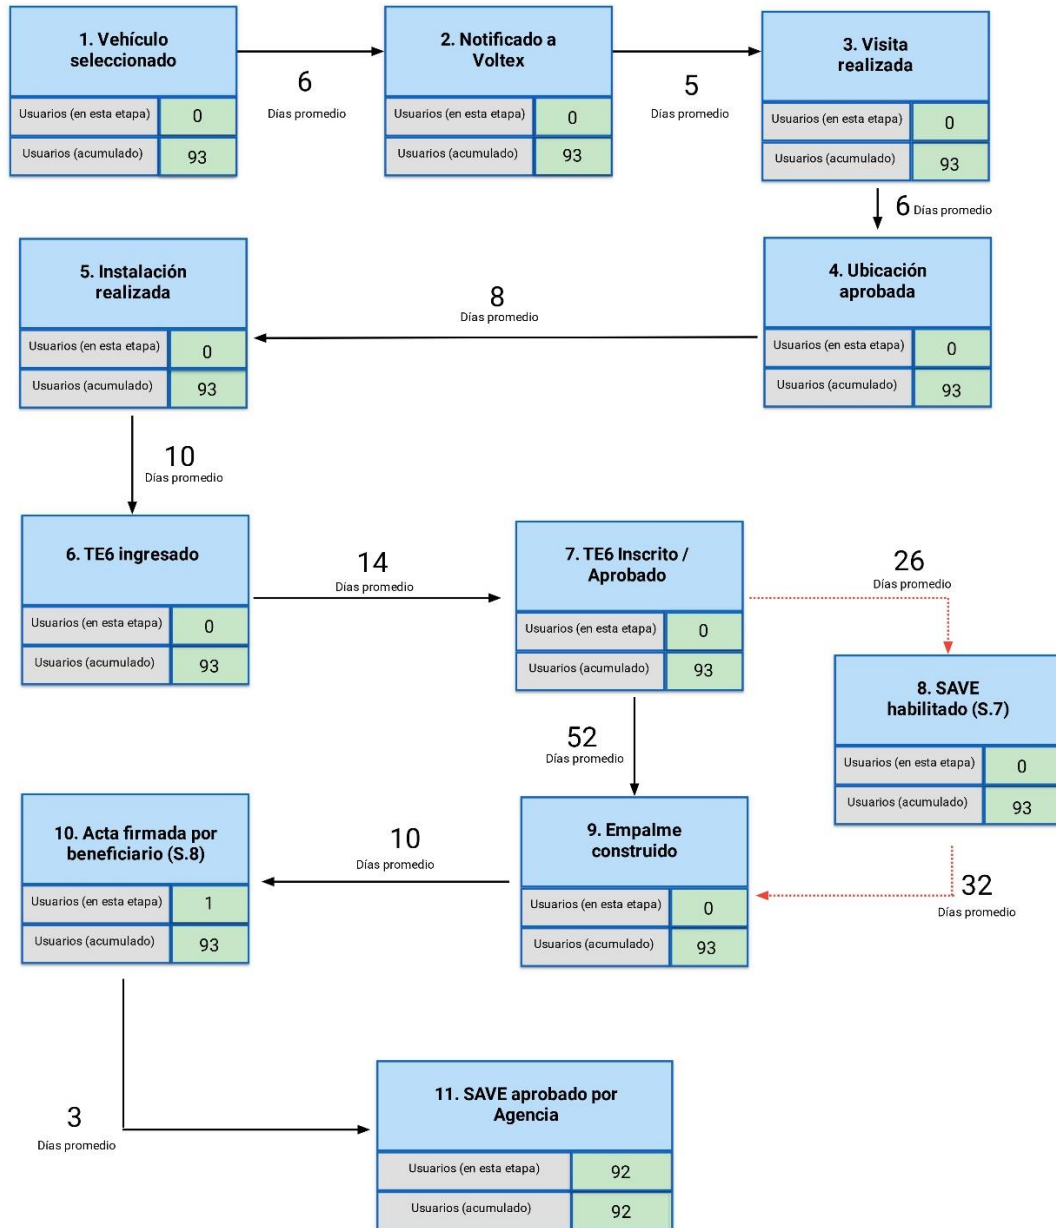 1. Vehículo
seleccionado
Usuarios (en esta etapa) 0
Usuarios (acumulado) 93
6
Días promedio
2. Notificado a
Voltex
Usuarios (en esta etapa) 0
Usuarios (acumulado) 93
5
Días promedio
3. Visita
realizada
Usuarios (en esta etapa) 0
Usuarios (acumulado) 93
6 Días promedio
4. Ubicación
aprobada
Usuarios (en esta etapa) 0
Usuarios (acumulado) 93
8
Días promedio
5. Instalación
realizada
Usuarios (en esta etapa) 0
Usuarios (acumulado) 93
10
Días promedio
6. TE6 ingresado
Usuarios (en esta etapa) 0
Usuarios (acumulado) 93
14
Días promedio
7. TE6 Inscrito /
Aprobado
Usuarios (en esta etapa) 0
Usuarios (acumulado) 93
26
Días promedio
8. SAVE
habilitado (S.7)
Usuarios (en esta etapa) 0
Usuarios (acumulado) 93
52
Días promedio
32
Días promedio
9. Empalme
construido
Usuarios (en esta etapa) 0
Usuarios (acumulado) 93
10
Días promedio
10. Acta firmada por
beneficiario (S.8)
Usuarios (en esta etapa) 1
Usuarios (acumulado) 93
3
Días promedio
11. SAVE aprobado por
Agencia
Usuarios (en esta etapa) 92
Usuarios (acumulado) 92